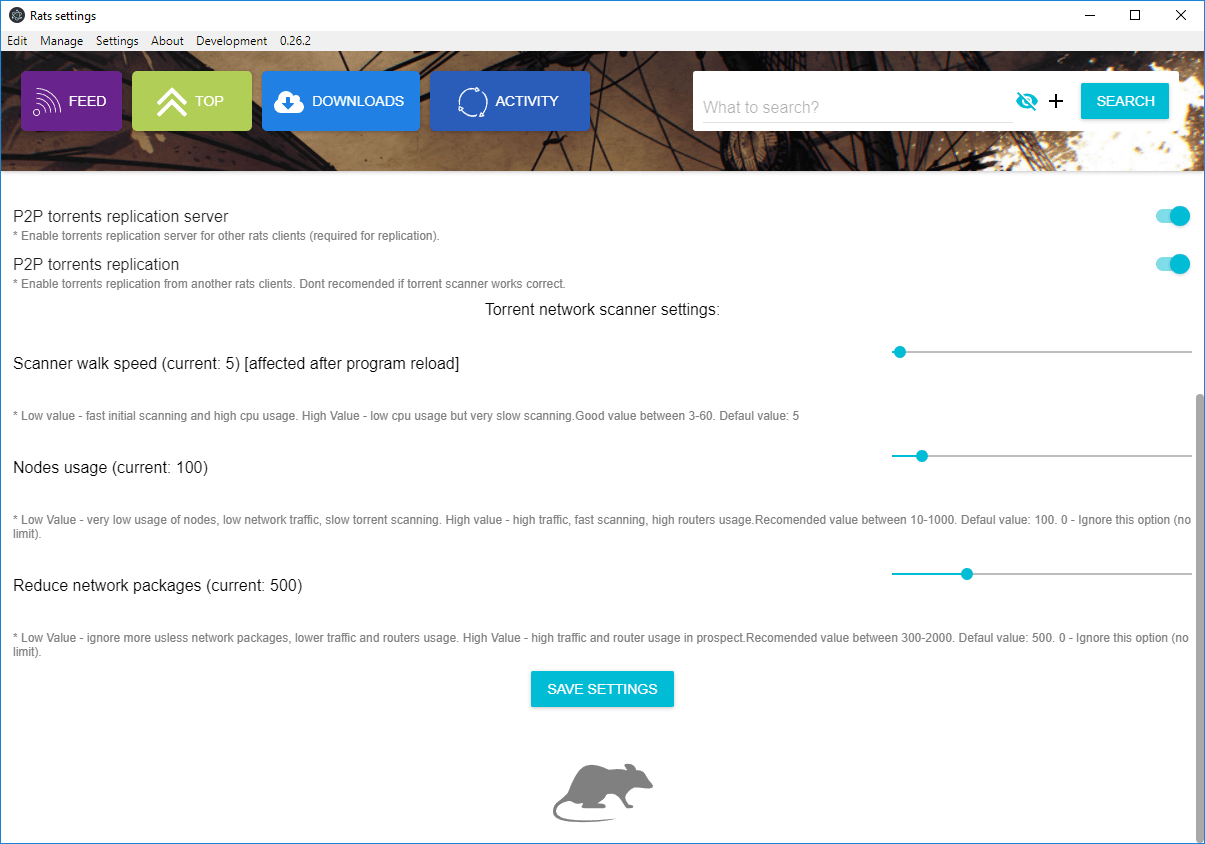 Rats settings
Edit Manage Settings About Development 0.26.2
FEED TOP DOWNLOADS ACTIVITY What to search? SEARCH
P2P torrents replication server
* Enable torrents replication server for other rats clients (required for replication).
P2P torrents replication
* Enable torrents replication from another rats clients. Dont recomended if torrent scanner works correct.
Torrent network scanner settings:
Scanner walk speed (current: 5) [affected after program reload]
* Low value - fast initial scanning and high cpu usage. High Value - low cpu usage but very slow scanning.Good value between 3-60. Defaul value: 5
Nodes usage (current: 100)
* Low Value - very low usage of nodes, low network traffic, slow torrent scanning. High value - high traffic, fast scanning, high routers usage.Recomended value between 10-1000. Defaul value: 100. 0 - Ignore this option (no
limit).
Reduce network packages (current: 500)
* Low Value - ignore more usless network packages, lower traffic and routers usage. High Value - high traffic and router usage in prospect.Recomended value between 300-2000. Defaul value: 500. 0 - Ignore this option (no
limit).
SAVE SETTINGS